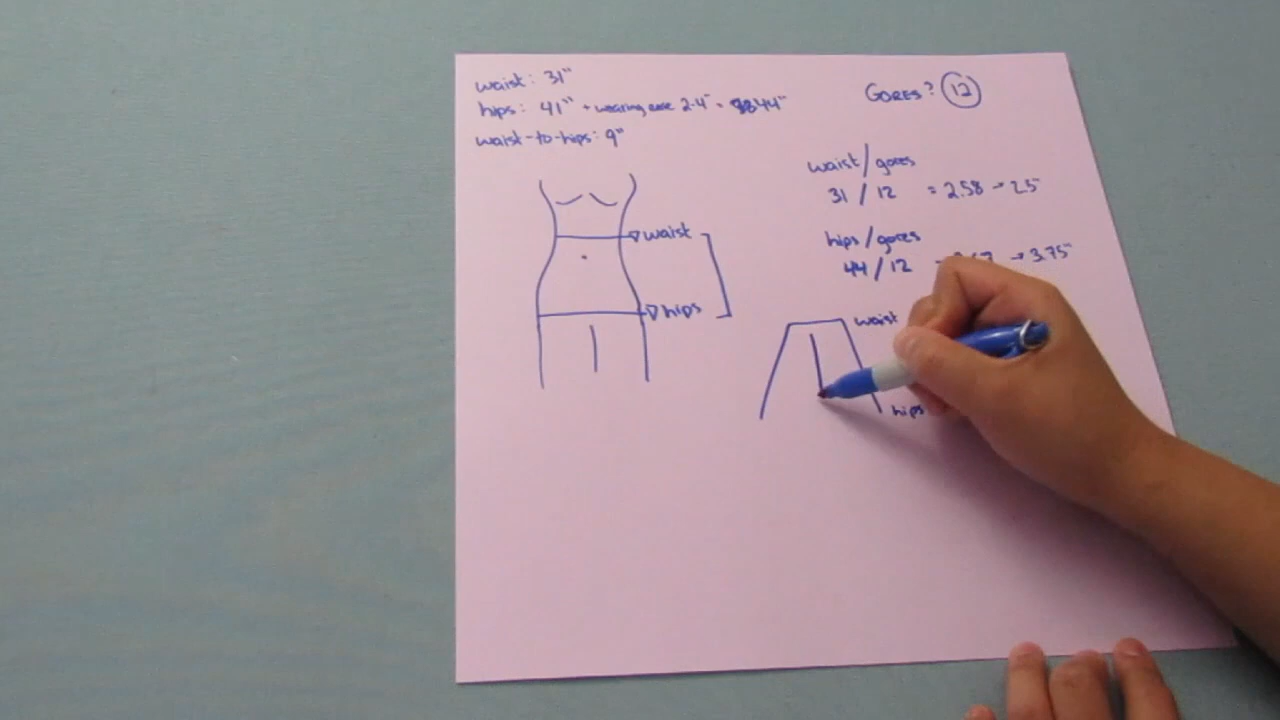 waist: 31"
hips: 41" + wearing ease 2-4" = 44"
waist-to-hips: 9"
GORES? 12
waist/gores
31 / 12 = 2.58 → 2.5"
hips/gores
44 / 12 = → 3.75"
waist
hips
waist
hips